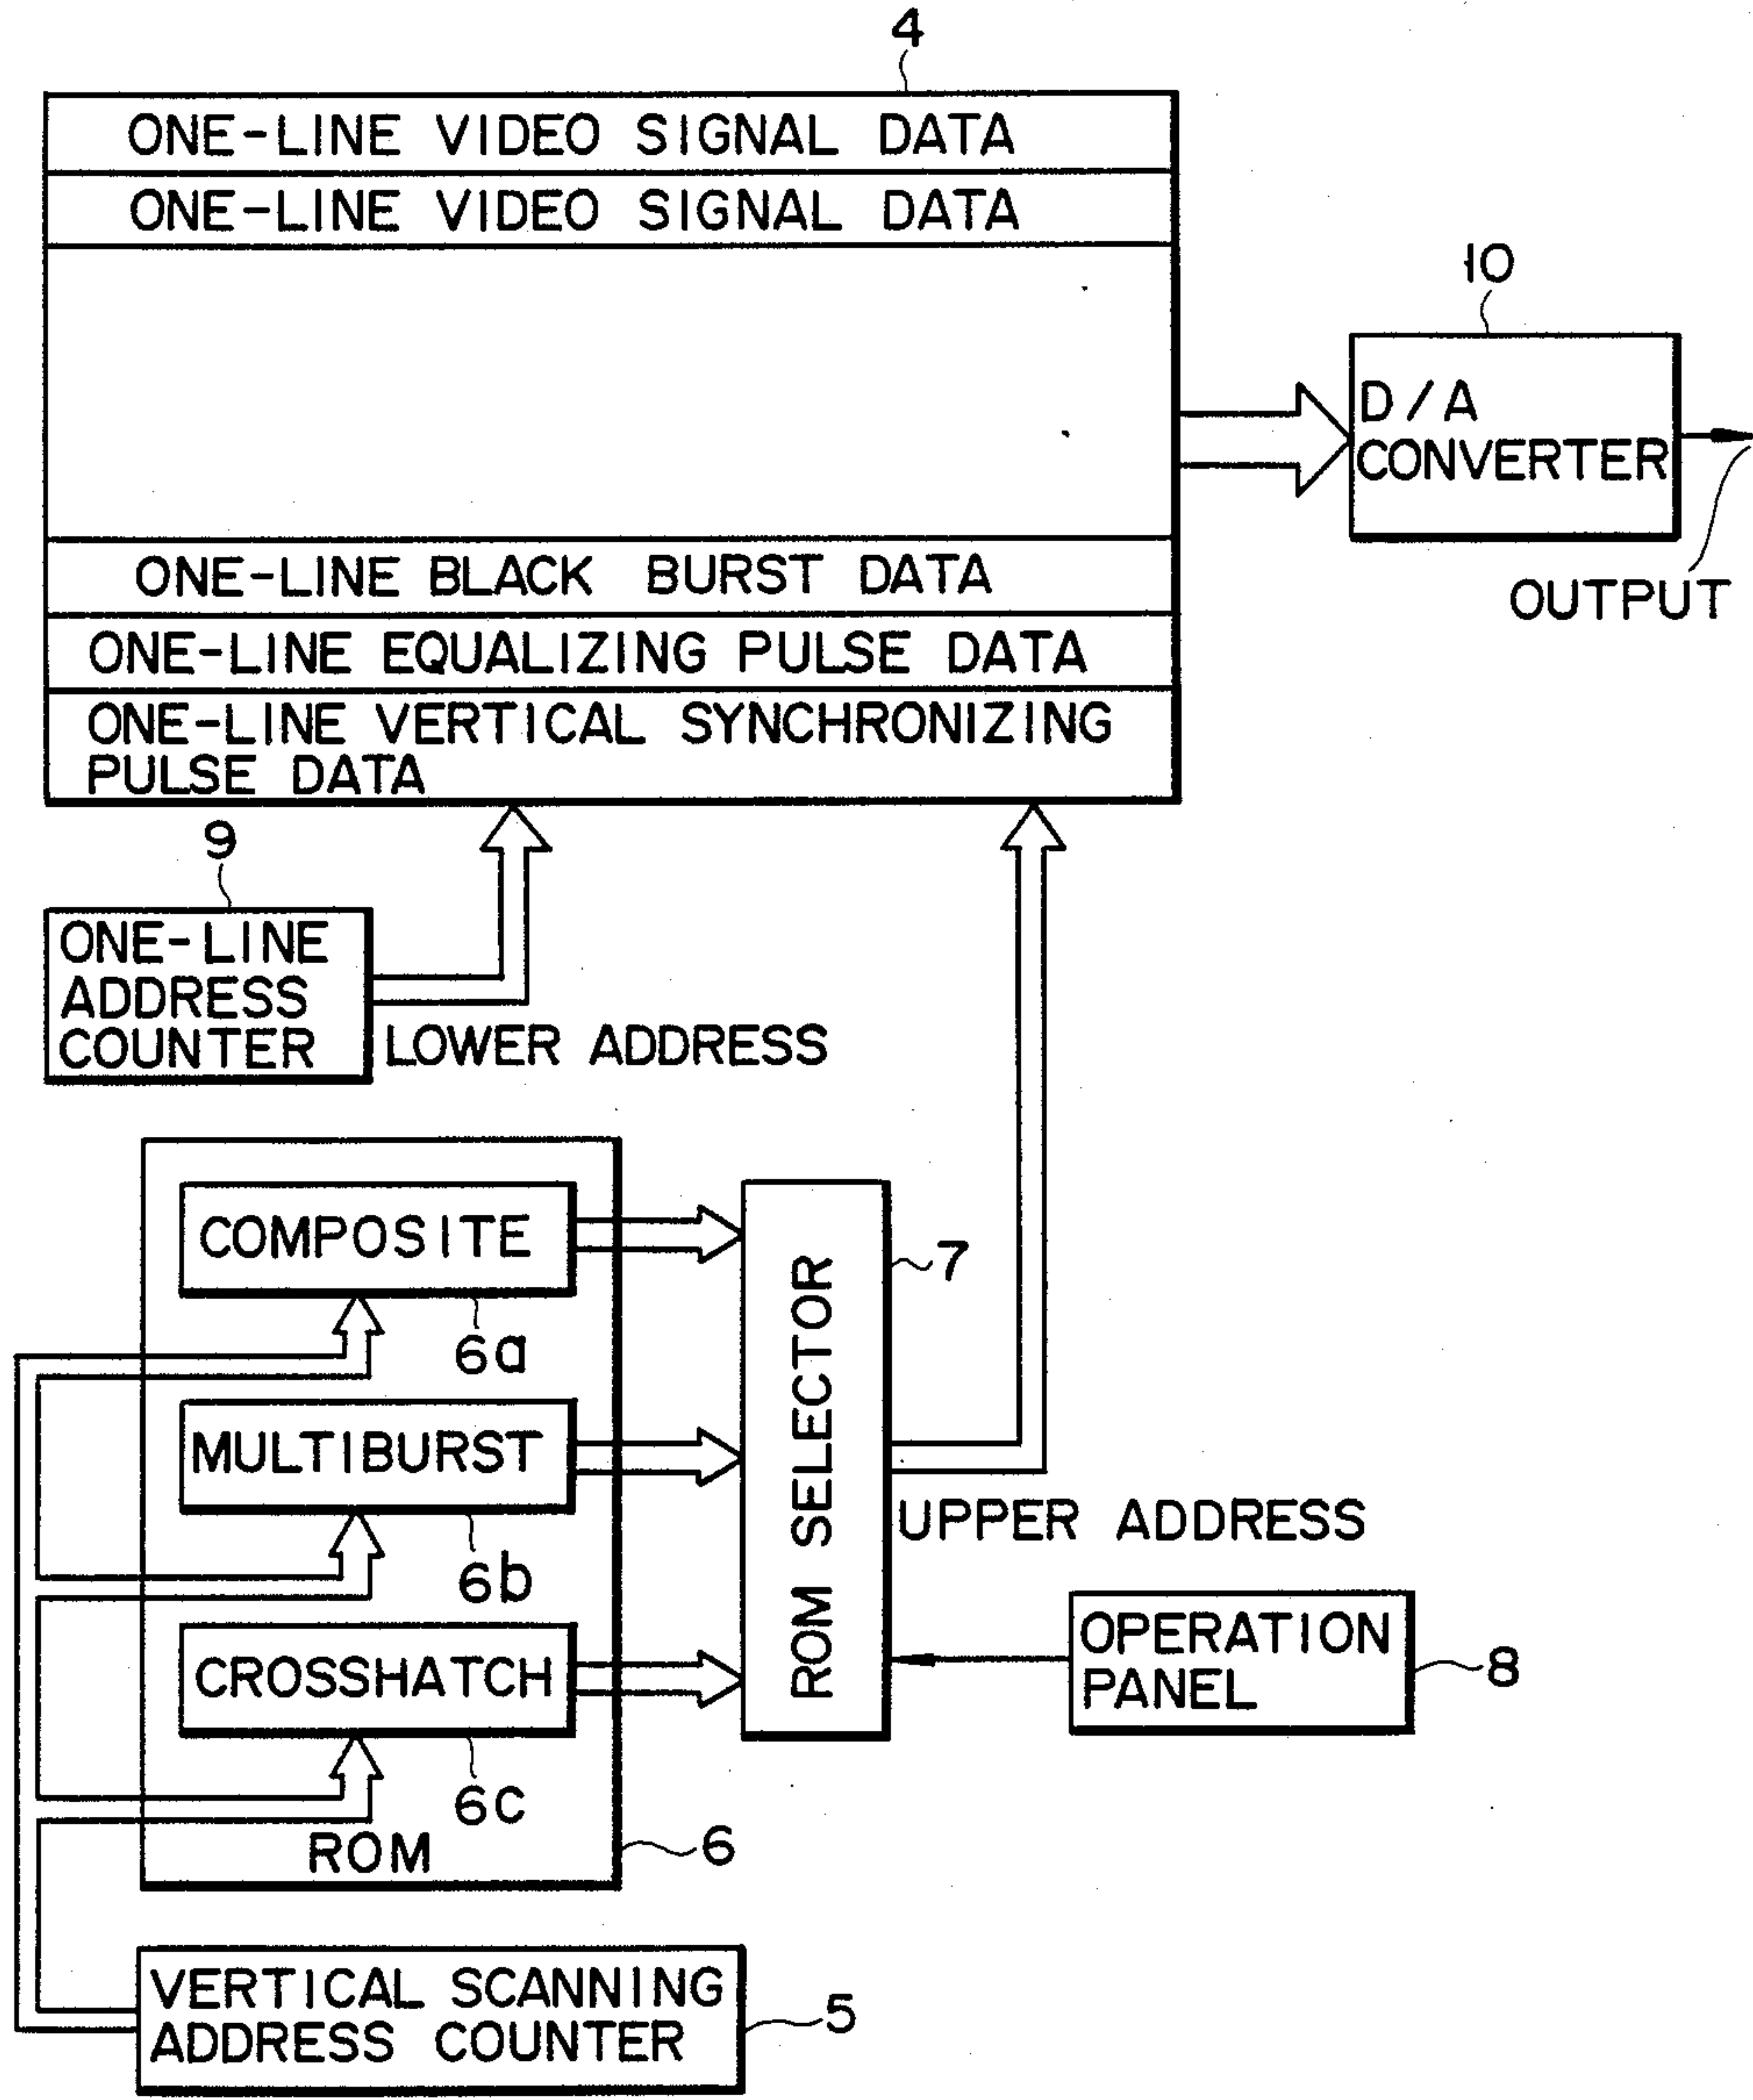 4
ONE-LINE VIDEO SIGNAL DATA
ONE-LINE VIDEO SIGNAL DATA
10
D/A
CONVERTER
OUTPUT
ONE-LINE BLACK BURST DATA
ONE-LINE EQUALIZING PULSE DATA
ONE-LINE VERTICAL SYNCHRONIZING
PULSE DATA
9
ONE-LINE
ADDRESS
COUNTER
LOWER ADDRESS
COMPOSITE
6a
MULTIBURST
6b
CROSSHATCH
6c
ROM
6
ROM SELECTOR
7
UPPER ADDRESS
OPERATION
PANEL
8
VERTICAL SCANNING
ADDRESS COUNTER
5